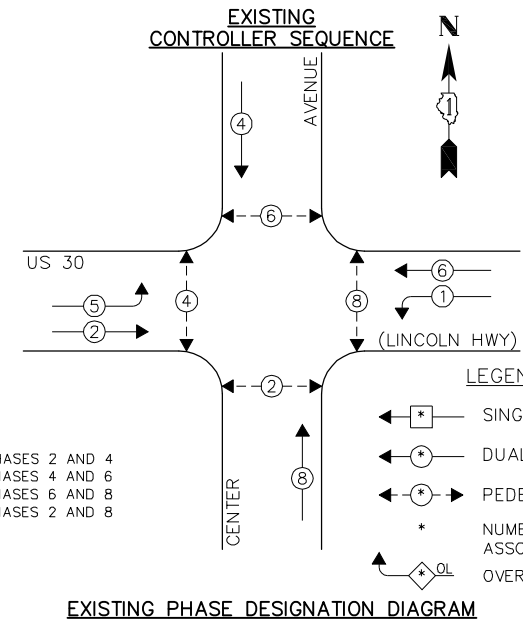 EXISTING
CONTROLLER SEQUENCE
N
1
AVENUE
4
6
US 30
5
2
4
8
6
1
(LINCOLN HWY)
2
8
CENTER
LEGEN
* SING
* DUAL
* PEDE
* NUMB
ASSO
* OL OVER
HASES 2 AND 4
HASES 4 AND 6
HASES 6 AND 8
HASES 2 AND 8
EXISTING PHASE DESIGNATION DIAGRAM